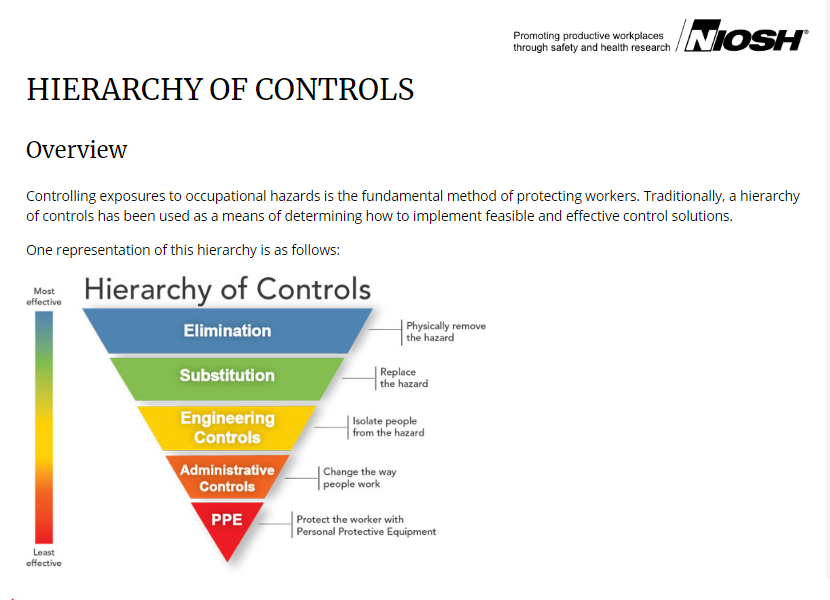 Promoting productive workplaces
through safety and health research
NIOSH®
HIERARCHY OF CONTROLS
Overview
Controlling exposures to occupational hazards is the fundamental method of protecting workers. Traditionally, a hierarchy
of controls has been used as a means of determining how to implement feasible and effective control solutions.
One representation of this hierarchy is as follows:
Hierarchy of Controls
Most
effective
Elimination
Physically remove
the hazard
Substitution
Replace
the hazard
Engineering
Controls
Isolate people
from the hazard
Administrative
Controls
Change the way
people work
PPE
Protect the worker with
Personal Protective Equipment
Least
effective